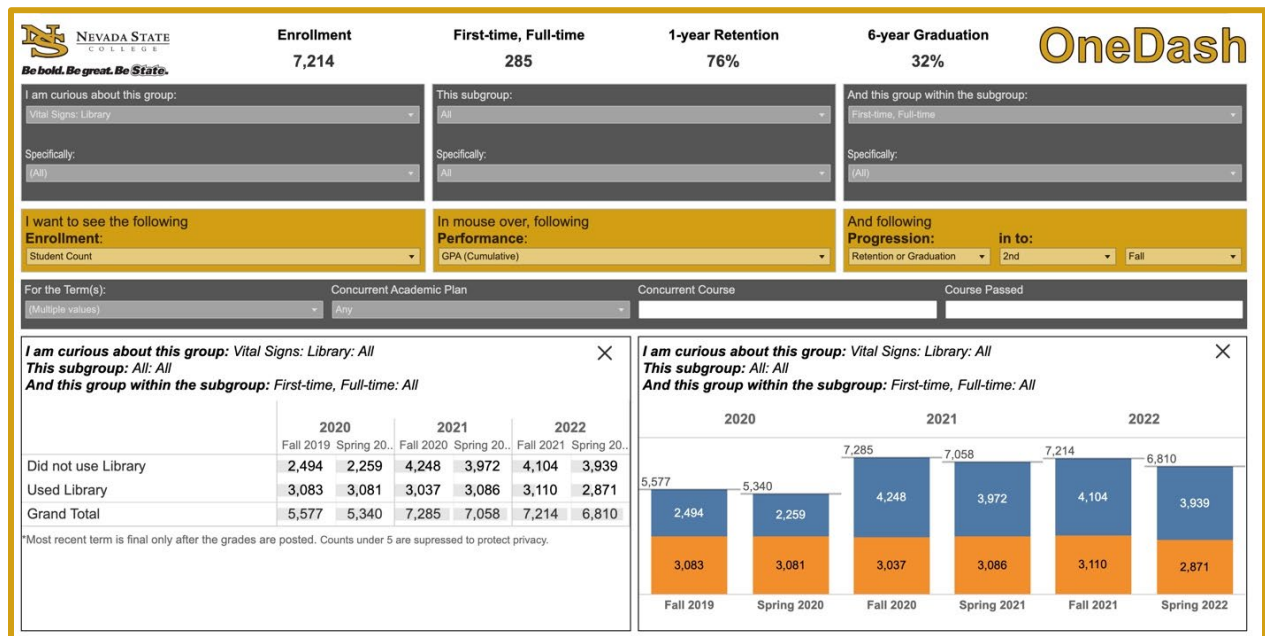 NS NEVADA STATE
COLLEGE
Be bold. Be great. Be State.
Enrollment
7,214
First-time, Full-time
285
1-year Retention
76%
6-year Graduation
32%
OneDash
I am curious about this group:
Vital Signs: Library
Specifically:
(All)
This subgroup:
All
Specifically:
All
And this group within the subgroup:
First-time, Full-time
Specifically:
(All)
I want to see the following
Enrollment:
Student Count
In mouse over, following
Performance:
GPA (Cumulative)
And following
Progression: in to:
Retention or Graduation 2nd Fall
For the Term(s):
(Multiple values)
Concurrent Academic Plan
Any
Concurrent Course
Course Passed
I am curious about this group: Vital Signs: Library: All
This subgroup: All: All
And this group within the subgroup: First-time, Full-time: All
2020 2021 2022
Fall 2019 Spring 20.. Fall 2020 Spring 20.. Fall 2021 Spring 20..
Did not use Library 2,494 2,259 4,248 3,972 4,104 3,939
Used Library 3,083 3,081 3,037 3,086 3,110 2,871
Grand Total 5,577 5,340 7,285 7,058 7,214 6,810
*Most recent term is final only after the grades are posted. Counts under 5 are supressed to protect privacy.
I am curious about this group: Vital Signs: Library: All
This subgroup: All: All
And this group within the subgroup: First-time, Full-time: All
2020 2021 2022
5,577 5,340 7,285 7,058 7,214 6,810
2,494 2,259 4,248 3,972 4,104 3,939
3,083 3,081 3,037 3,086 3,110 2,871
Fall 2019 Spring 2020 Fall 2020 Spring 2021 Fall 2021 Spring 2022